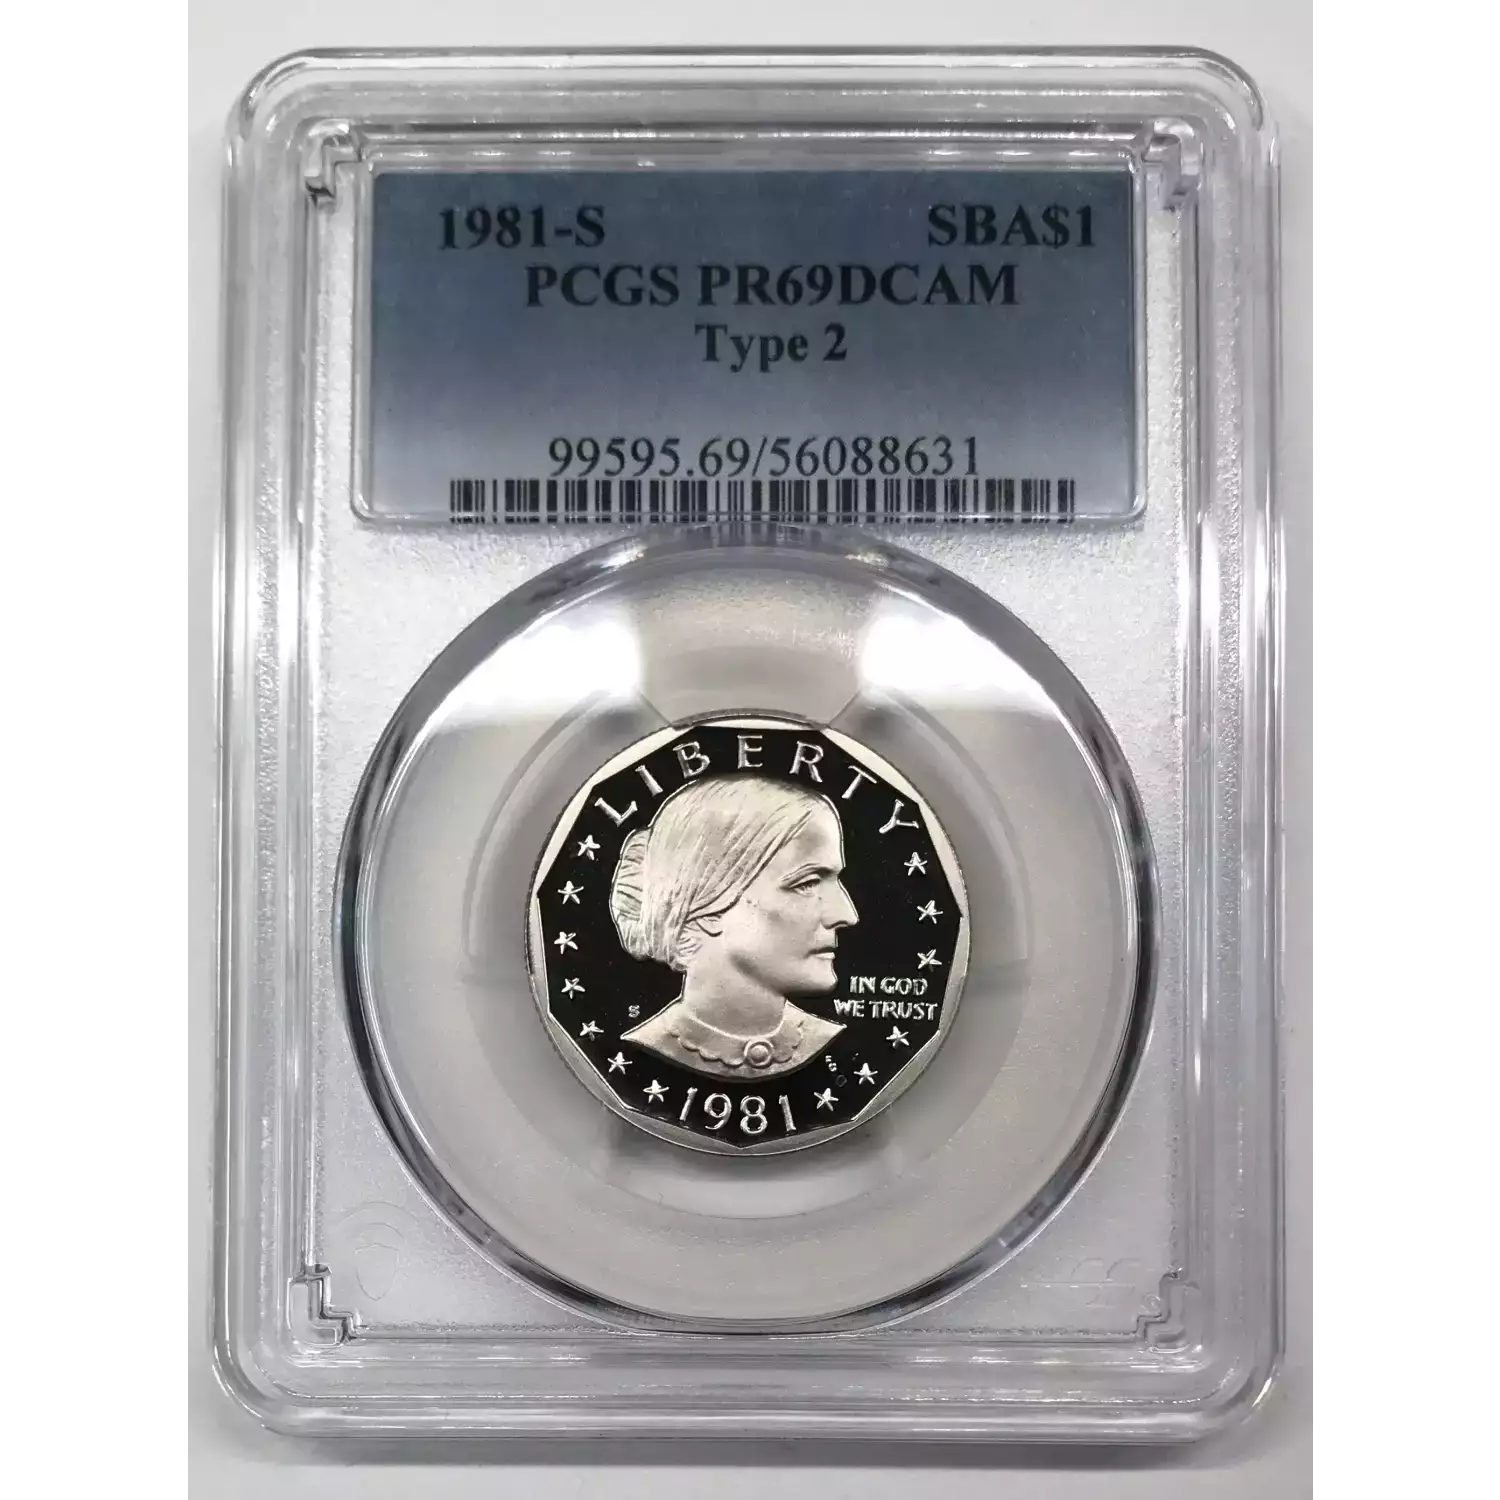 1981-S SBA$1
PCGS PR69DCAM
Type 2
99595.69/56088631
LIBERTY
IN GOD
WE TRUST
S
1981